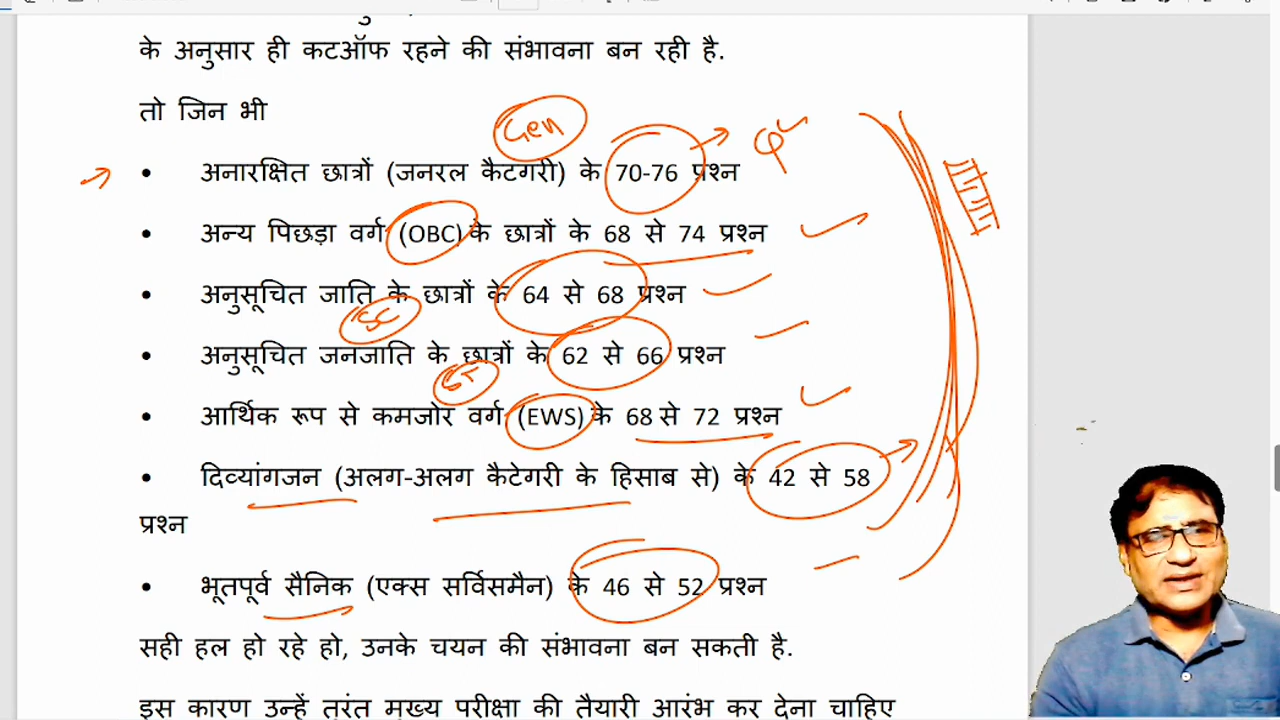 के अनुसार ही कटऑफ रहने की संभावना बन रही है.
तो जिन भी
Gen
• अनारक्षित छात्रों (जनरल कैटगरी) के 70-76 प्रश्न
• अन्य पिछड़ा वर्ग (OBC) के छात्रों के 68 से 74 प्रश्न
• अनुसूचित जाति के छात्रों के 64 से 68 प्रश्न
SC
• अनुसूचित जनजाति के छात्रों के 62 से 66 प्रश्न
ST
• आर्थिक रूप से कमजोर वर्ग (EWS) के 68 से 72 प्रश्न
• दिव्यांगजन (अलग-अलग कैटेगरी के हिसाब से) के 42 से 58
प्रश्न
• भूतपूर्व सैनिक (एक्स सर्विसमैन) के 46 से 52 प्रश्न
सही हल हो रहे हो, उनके चयन की संभावना बन सकती है.
इस कारण उन्हें तुरंत मुख्य परीक्षा की तैयारी आरंभ कर देना चाहिए